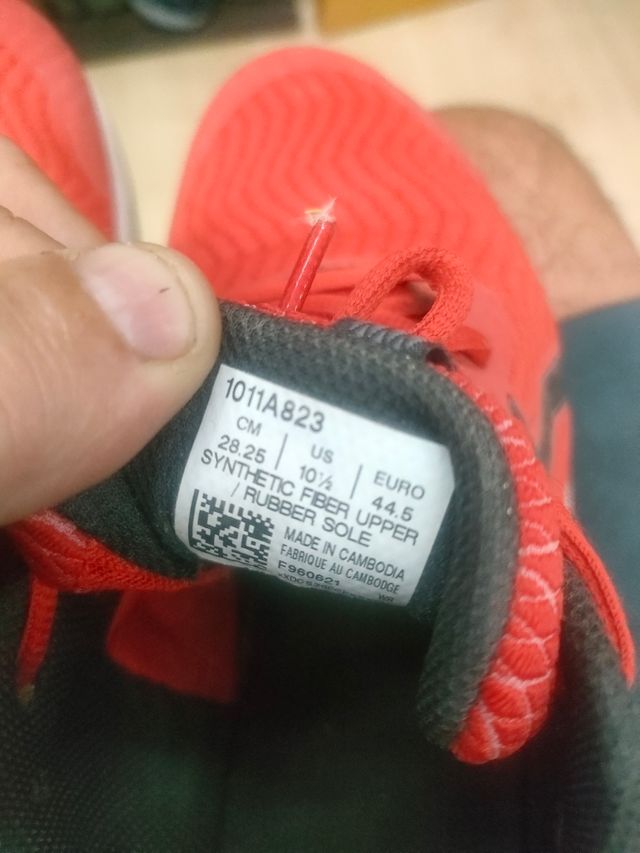 1011A823
CM | US | EURO
28.25 | 10½ | 44.5
SYNTHETIC FIBER UPPER
/ RUBBER SOLE
MADE IN CAMBODIA
FABRIQUE AU CAMBODGE
F960621
WR